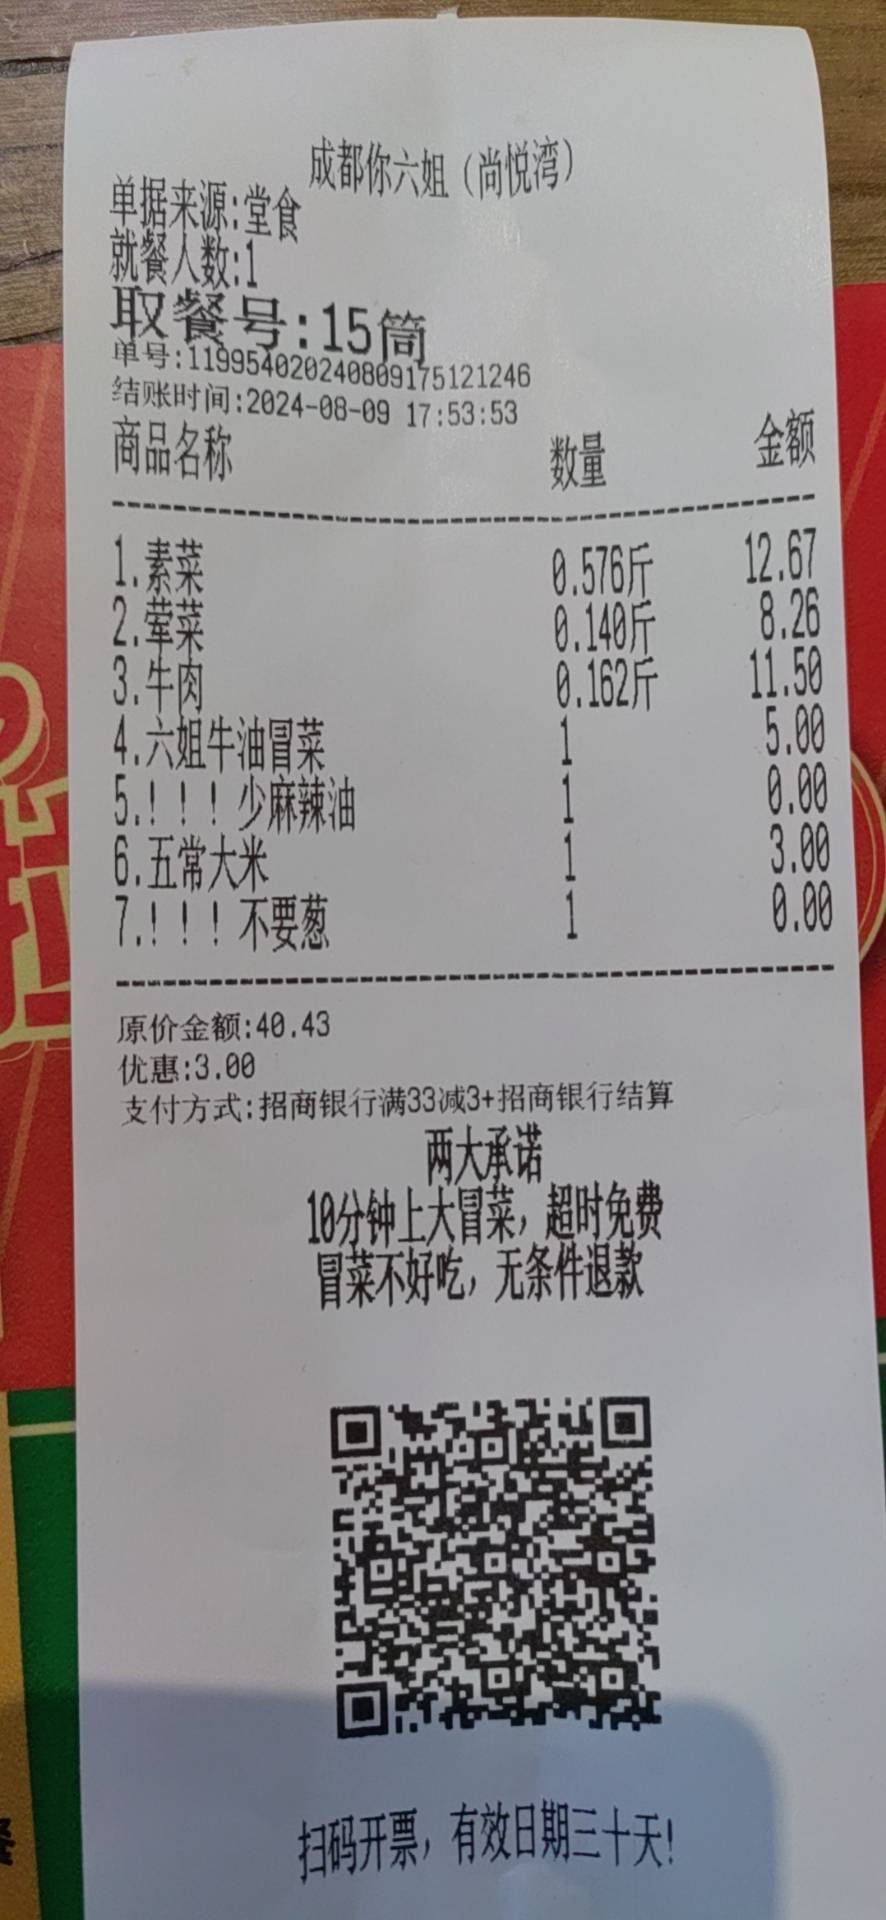 成都你六姐（尚悦湾）
单据来源:堂食
就餐人数:1
取餐号:15筒
单号:119954020240809175121246
结账时间:2024-08-09 17:53:53
商品名称 数量 金额
1.素菜 0.576斤 12.67
2.荤菜 0.140斤 8.26
3.牛肉 0.162斤 11.50
4.六姐牛油冒菜 1 5.00
5.！！！少麻辣油 1 0.00
6.五常大米 1 3.00
7.！！！不要葱 1 0.00
原价金额:40.43
优惠:3.00
支付方式:招商银行满33减3+招商银行结算
两大承诺
10分钟上大冒菜，超时免费
冒菜不好吃，无条件退款
扫码开票，有效日期三十天!